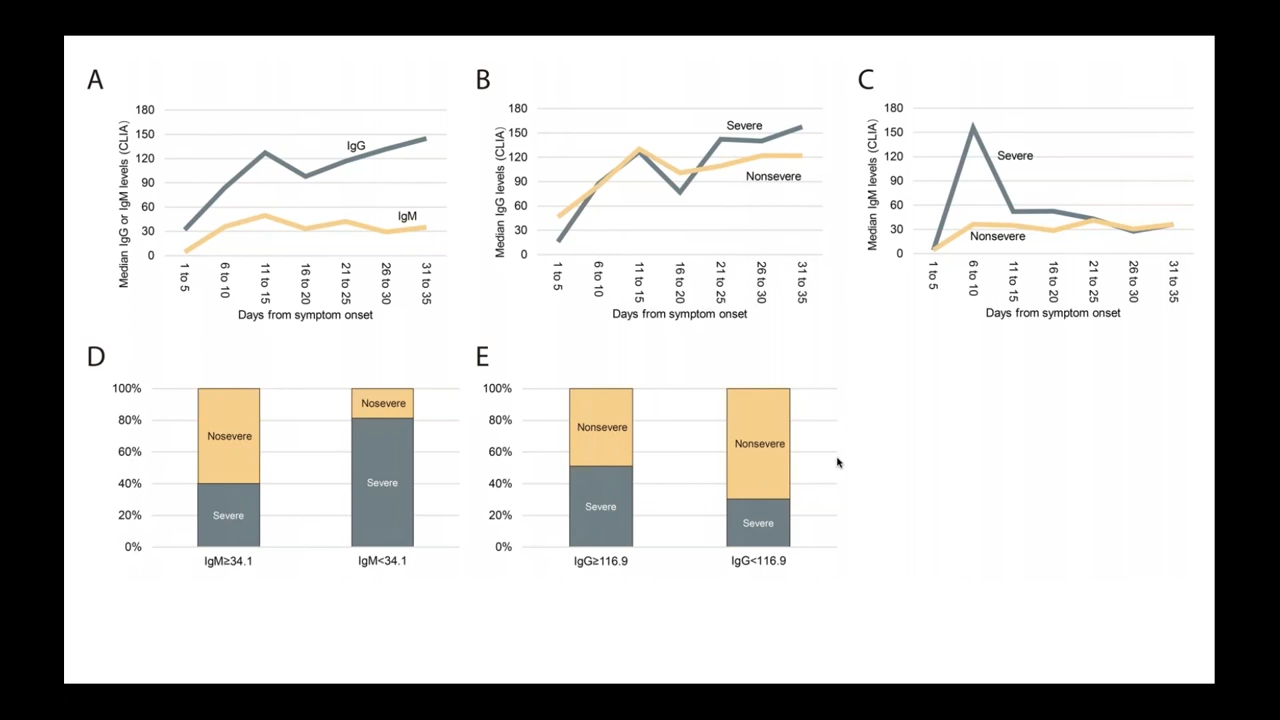 A
Median IgG or IgM levels (CLIA)
180
150
120
90
60
30
0
IgG
IgM
1 to 5
6 to 10
11 to 15
16 to 20
21 to 25
26 to 30
31 to 35
Days from symptom onset
B
Median IgG levels (CLIA)
180
150
120
90
60
30
0
Severe
Nonsevere
1 to 5
6 to 10
11 to 15
16 to 20
21 to 25
26 to 30
31 to 35
Days from symptom onset
C
Median IgM levels (CLIA)
180
150
120
90
60
30
0
Severe
Nonsevere
1 to 5
6 to 10
11 to 15
16 to 20
21 to 25
26 to 30
31 to 35
Days from symptom onset
D
100%
80%
60%
40%
20%
0%
Nosevere
Severe
Nosevere
Severe
IgM≥34.1
IgM<34.1
E
100%
80%
60%
40%
20%
0%
Nonsevere
Severe
Nonsevere
Severe
IgG≥116.9
IgG<116.9